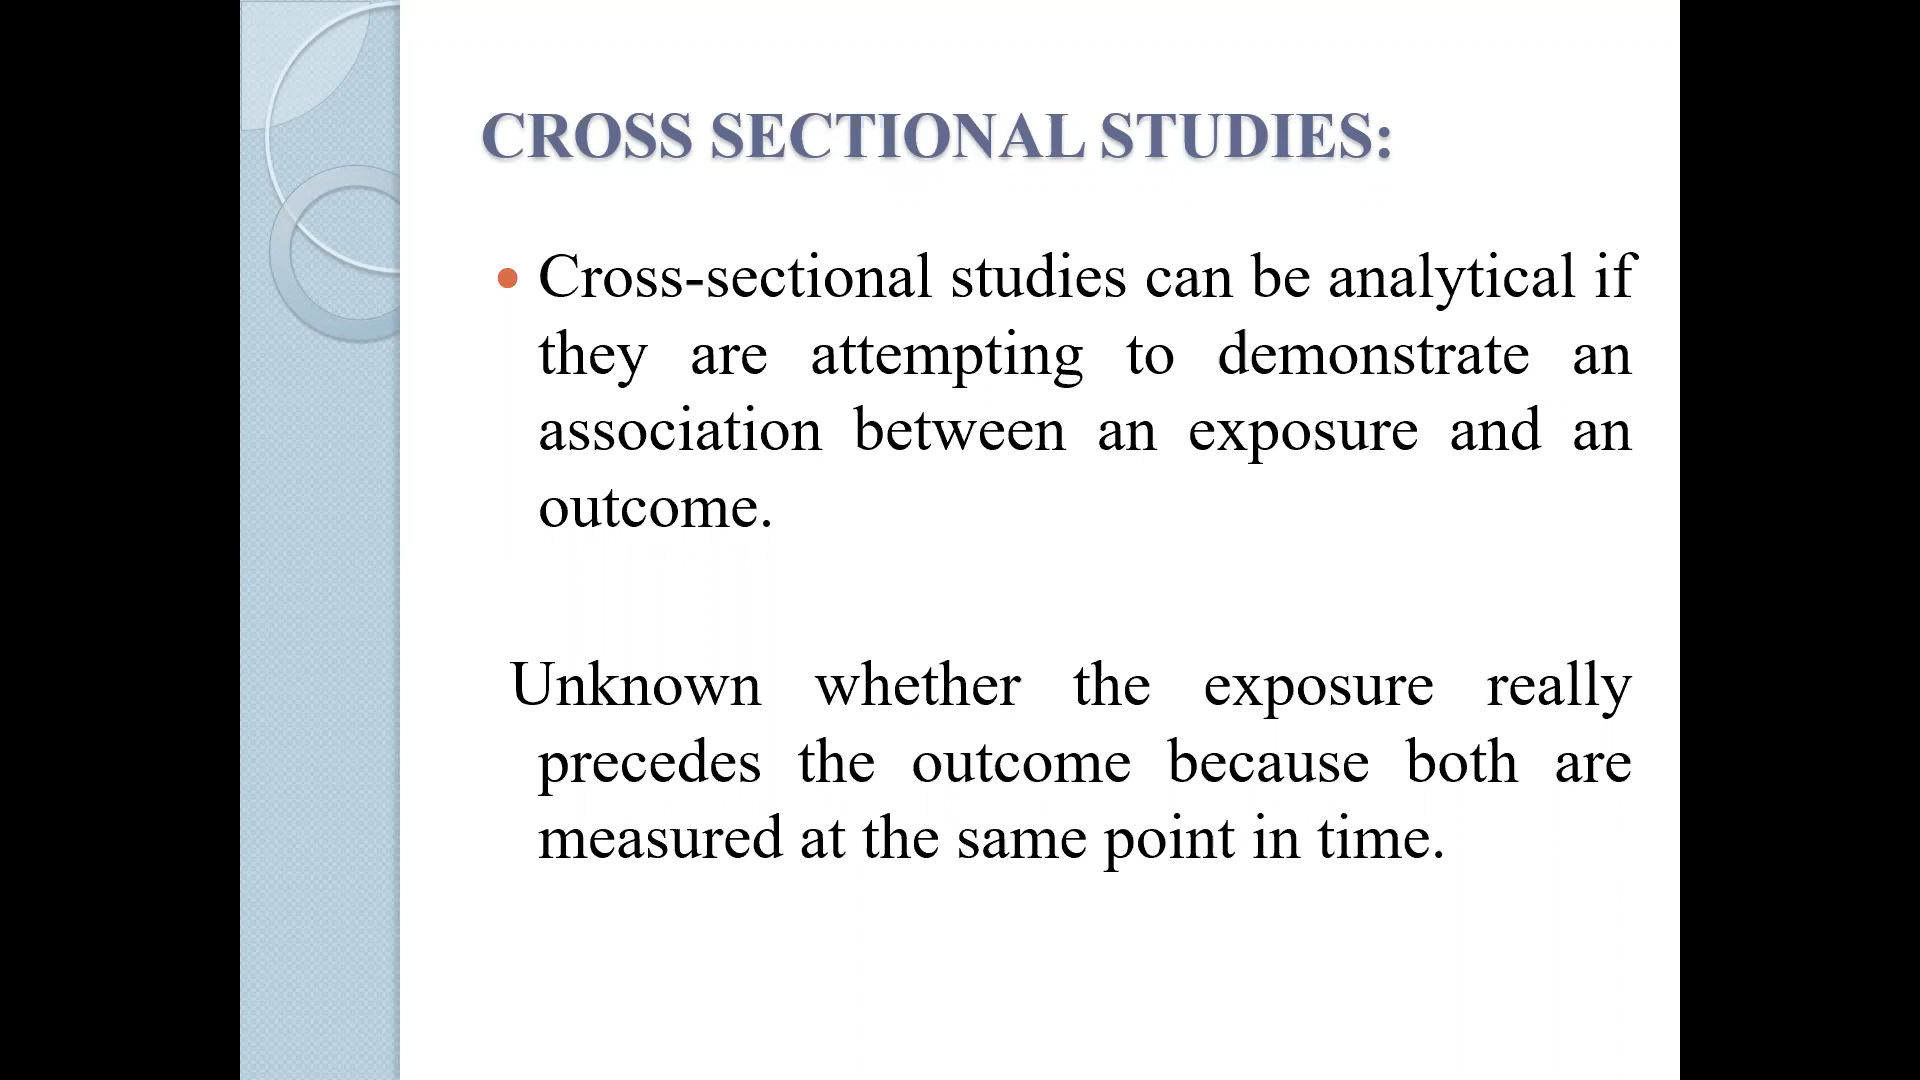 CROSS SECTIONAL STUDIES:
• Cross-sectional studies can be analytical if
they are attempting to demonstrate an
association between an exposure and an
outcome.
Unknown whether the exposure really
precedes the outcome because both are
measured at the same point in time.